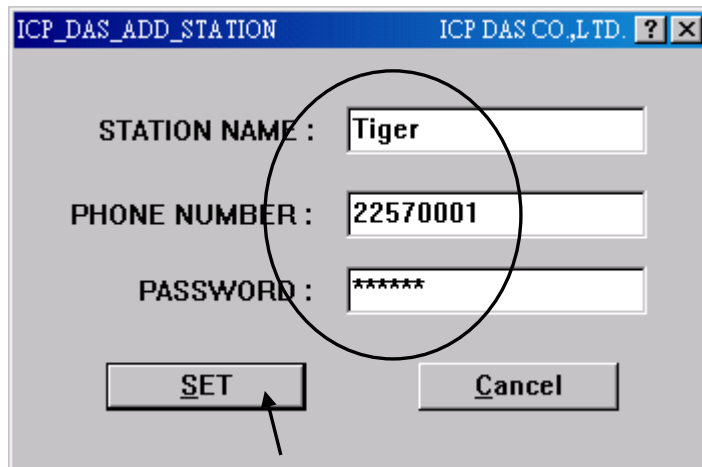 ICP_DAS_ADD_STATION ICP DAS CO.,LTD. ? ×
STATION NAME : Tiger
PHONE NUMBER : 22570001
PASSWORD : ******
SET Cancel